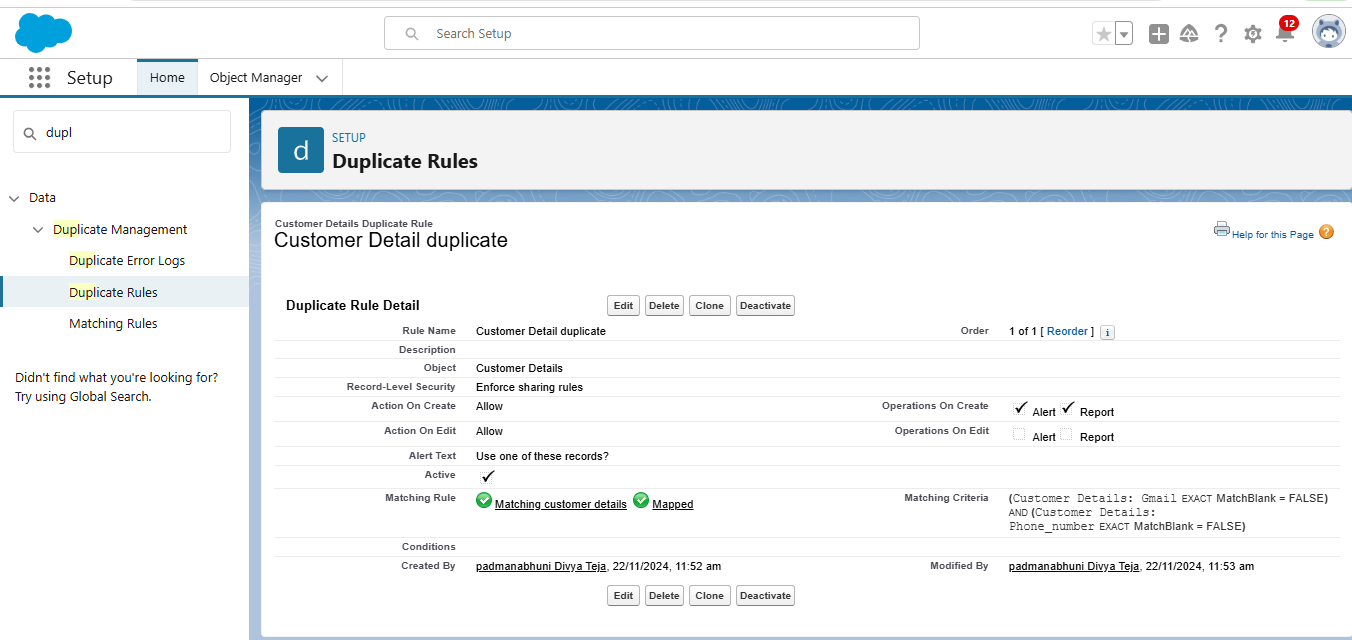 Search Setup
12
Setup
Home
Object Manager
dupl
Data
Duplicate Management
Duplicate Error Logs
Duplicate Rules
Matching Rules
Didn't find what you're looking for?
Try using Global Search.
d
SETUP
Duplicate Rules
Customer Details Duplicate Rule
Customer Detail duplicate
Help for this Page ?
Duplicate Rule Detail
Edit Delete Clone Deactivate
Rule Name Customer Detail duplicate Order 1 of 1 [ Reorder ] i
Description
Object Customer Details
Record-Level Security Enforce sharing rules
Action On Create Allow Operations On Create Alert Report
Action On Edit Allow Operations On Edit Alert Report
Alert Text Use one of these records?
Active
Matching Rule Matching customer details Mapped Matching Criteria (Customer Details: Gmail EXACT MatchBlank = FALSE)
AND (Customer Details:
Phone_number EXACT MatchBlank = FALSE)
Conditions
Created By padmanabhuni Divya Teja, 22/11/2024, 11:52 am Modified By padmanabhuni Divya Teja, 22/11/2024, 11:53 am
Edit Delete Clone Deactivate